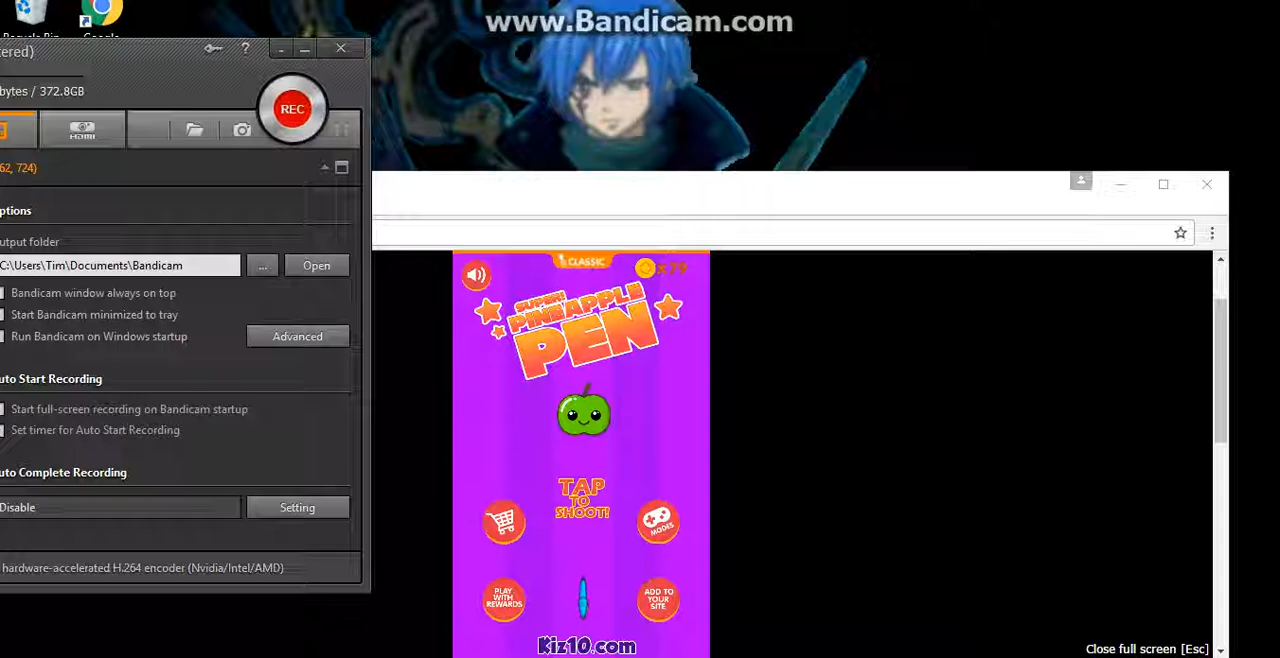 www.Bandicam.com
tered)
bytes / 372.8GB
REC
HDMI
62, 724)
ptions
utput folder
C:\Users\Tim\Documents\Bandicam
...
Open
Bandicam window always on top
Start Bandicam minimized to tray
Run Bandicam on Windows startup
Advanced
uto Start Recording
Start full-screen recording on Bandicam startup
Set timer for Auto Start Recording
uto Complete Recording
Disable
Setting
hardware-accelerated H.264 encoder (Nvidia/Intel/AMD)
CLASSIC
x79
SUPER!
PINEAPPLE
PEN
TAP
TO
SHOOT!
MODES
PLAY
WITH
REWARDS
ADD TO
YOUR
SITE
Kiz10.com
Close full screen [Esc]